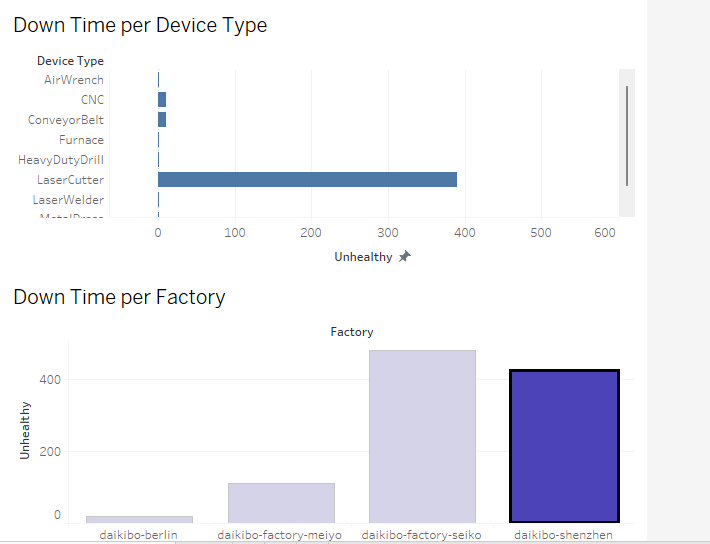 Down Time per Device Type
Device Type
AirWrench
CNC
ConveyorBelt
Furnace
HeavyDutyDrill
LaserCutter
LaserWelder
0 100 200 300 400 500 600
Unhealthy
Down Time per Factory
Factory
400
200
0
Unhealthy
daikibo-berlin daikibo-factory-meiyo daikibo-factory-seiko daikibo-shenzhen